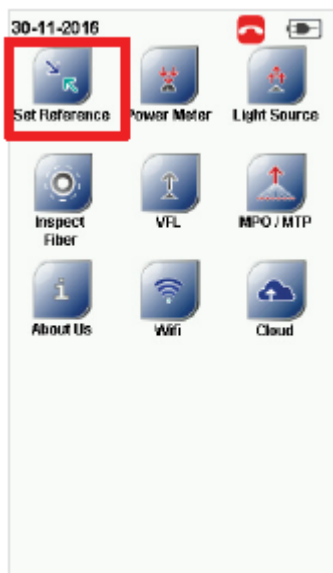 30-11-2016
Set Reference Power Meter Light Source
Inspect Fiber VFL MPO / MTP
About Us Wifi Cloud